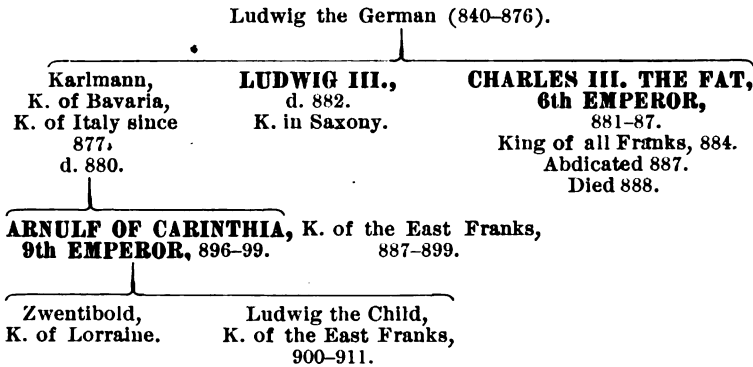 Ludwig the German (840–876).
Karlmann,
K. of Bavaria,
K. of Italy since
877.
d. 880.
LUDWIG III.,
d. 882.
K. in Saxony.
CHARLES III. THE FAT,
6th EMPEROR,
881–87.
King of all Franks, 884.
Abdicated 887.
Died 888.
ARNULF OF CARINTHIA, K. of the East Franks,
9th EMPEROR, 896–99. 887–899.
Zwentibold,
K. of Lorraine.
Ludwig the Child,
K. of the East Franks,
900–911.